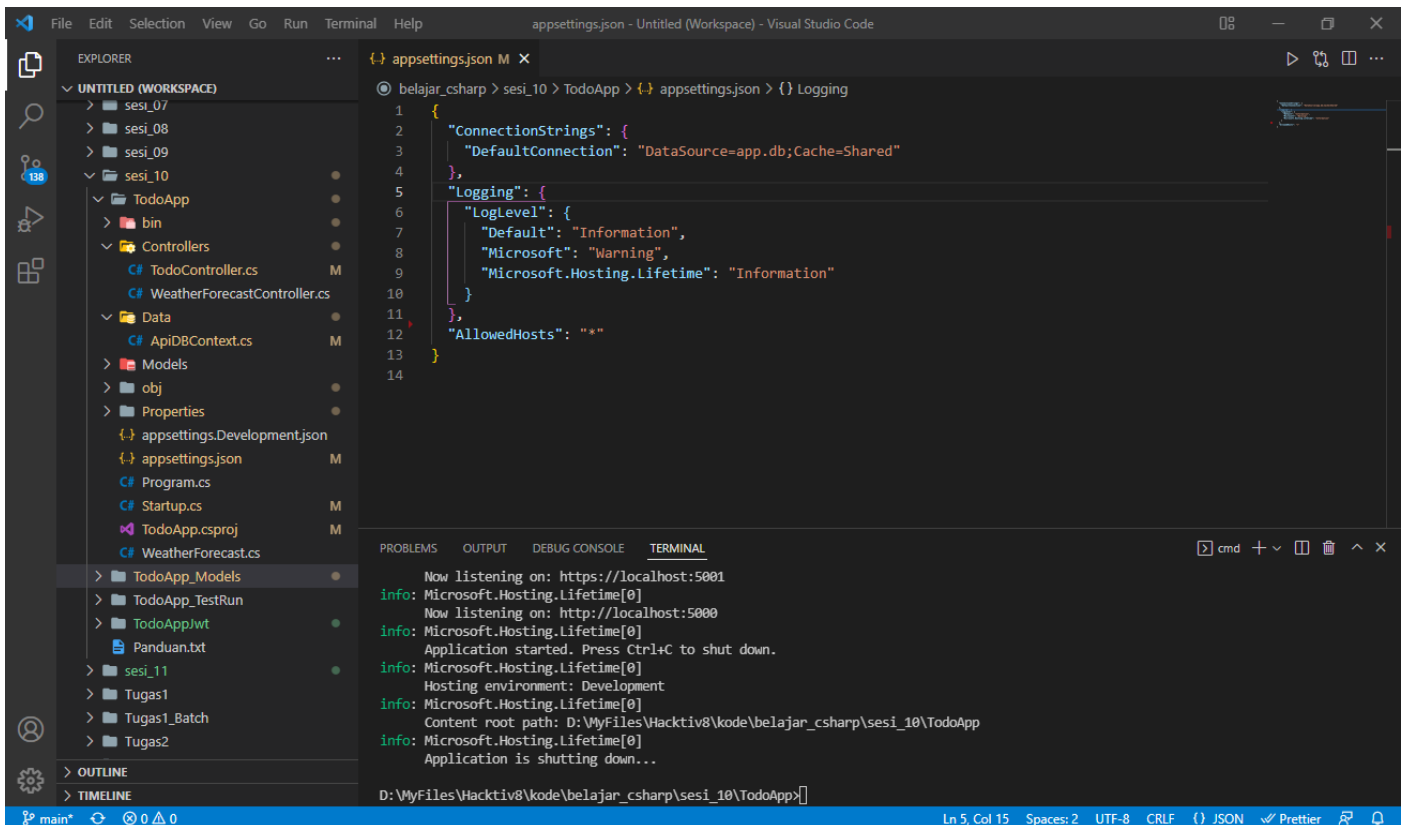 File Edit Selection View Go Run Terminal Help appsettings.json - Untitled (Workspace) - Visual Studio Code
EXPLORER
UNTITLED (WORKSPACE)
sesi_07
sesi_08
sesi_09
sesi_10
TodoApp
bin
Controllers
C# TodoController.cs M
C# WeatherForecastController.cs
Data
C# ApiDBContext.cs M
Models
obj
Properties
{..} appsettings.Development.json
{..} appsettings.json M
C# Program.cs
C# Startup.cs M
TodoApp.csproj M
C# WeatherForecast.cs
TodoApp_Models
TodoApp_TestRun
TodoAppJwt
Panduan.txt
sesi_11
Tugas1
Tugas1_Batch
Tugas2
OUTLINE
TIMELINE
138
{..} appsettings.json M
belajar_csharp > sesi_10 > TodoApp > {..} appsettings.json > {} Logging
1 {
2 "ConnectionStrings": {
3 "DefaultConnection": "DataSource=app.db;Cache=Shared"
4 },
5 "Logging": {
6 "LogLevel": {
7 "Default": "Information",
8 "Microsoft": "Warning",
9 "Microsoft.Hosting.Lifetime": "Information"
10 }
11 },
12 "AllowedHosts": "*"
13 }
14
PROBLEMS OUTPUT DEBUG CONSOLE TERMINAL cmd
Now listening on: https://localhost:5001
info: Microsoft.Hosting.Lifetime[0]
Now listening on: http://localhost:5000
info: Microsoft.Hosting.Lifetime[0]
Application started. Press Ctrl+C to shut down.
info: Microsoft.Hosting.Lifetime[0]
Hosting environment: Development
info: Microsoft.Hosting.Lifetime[0]
Content root path: D:\MyFiles\Hacktiv8\kode\belajar_csharp\sesi_10\TodoApp
info: Microsoft.Hosting.Lifetime[0]
Application is shutting down...
D:\MyFiles\Hacktiv8\kode\belajar_csharp\sesi_10\TodoApp>
main* 0 0 Ln 5, Col 15 Spaces: 2 UTF-8 CRLF {} JSON Prettier